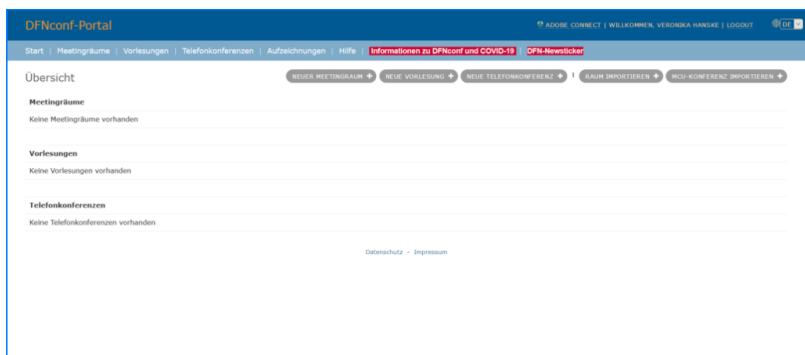 DFNconf-Portal
ADOBE CONNECT | WILLKOMMEN, VERONIKA HANSKE | LOGOUT DE
Start | Meetingräume | Vorlesungen | Telefonkonferenzen | Aufzeichnungen | Hilfe | Informationen zu DFNconf und COVID-19 | DFN-Newsticker
Übersicht
NEUER MEETINGRAUM + NEUE VORLESUNG + NEUE TELEFONKONFERENZ + | RAUM IMPORTIEREN + MCU-KONFERENZ IMPORTIEREN +
Meetingräume
Keine Meetingräume vorhanden
Vorlesungen
Keine Vorlesungen vorhanden
Telefonkonferenzen
Keine Telefonkonferenzen vorhanden
Datenschutz - Impressum